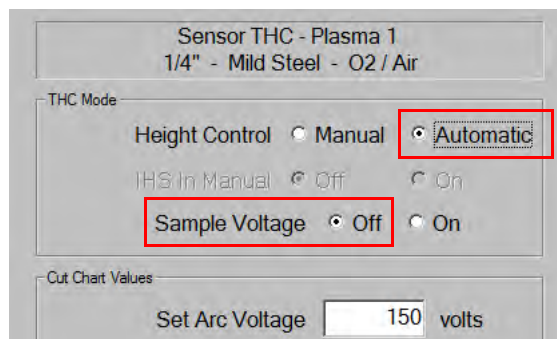 Sensor THC - Plasma 1
1/4" - Mild Steel - O2 / Air
THC Mode
Height Control Manual Automatic
IHS In Manual Off On
Sample Voltage Off On
Cut Chart Values
Set Arc Voltage 150 volts